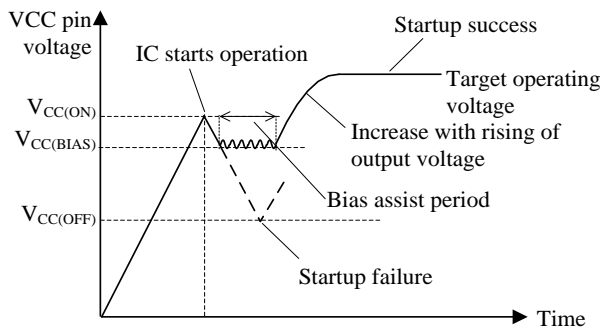 VCC pin
voltage
Startup success
IC starts operation
Target operating
voltage
VCC(ON)
Increase with rising of
output voltage
VCC(BIAS)
Bias assist period
VCC(OFF)
Startup failure
Time